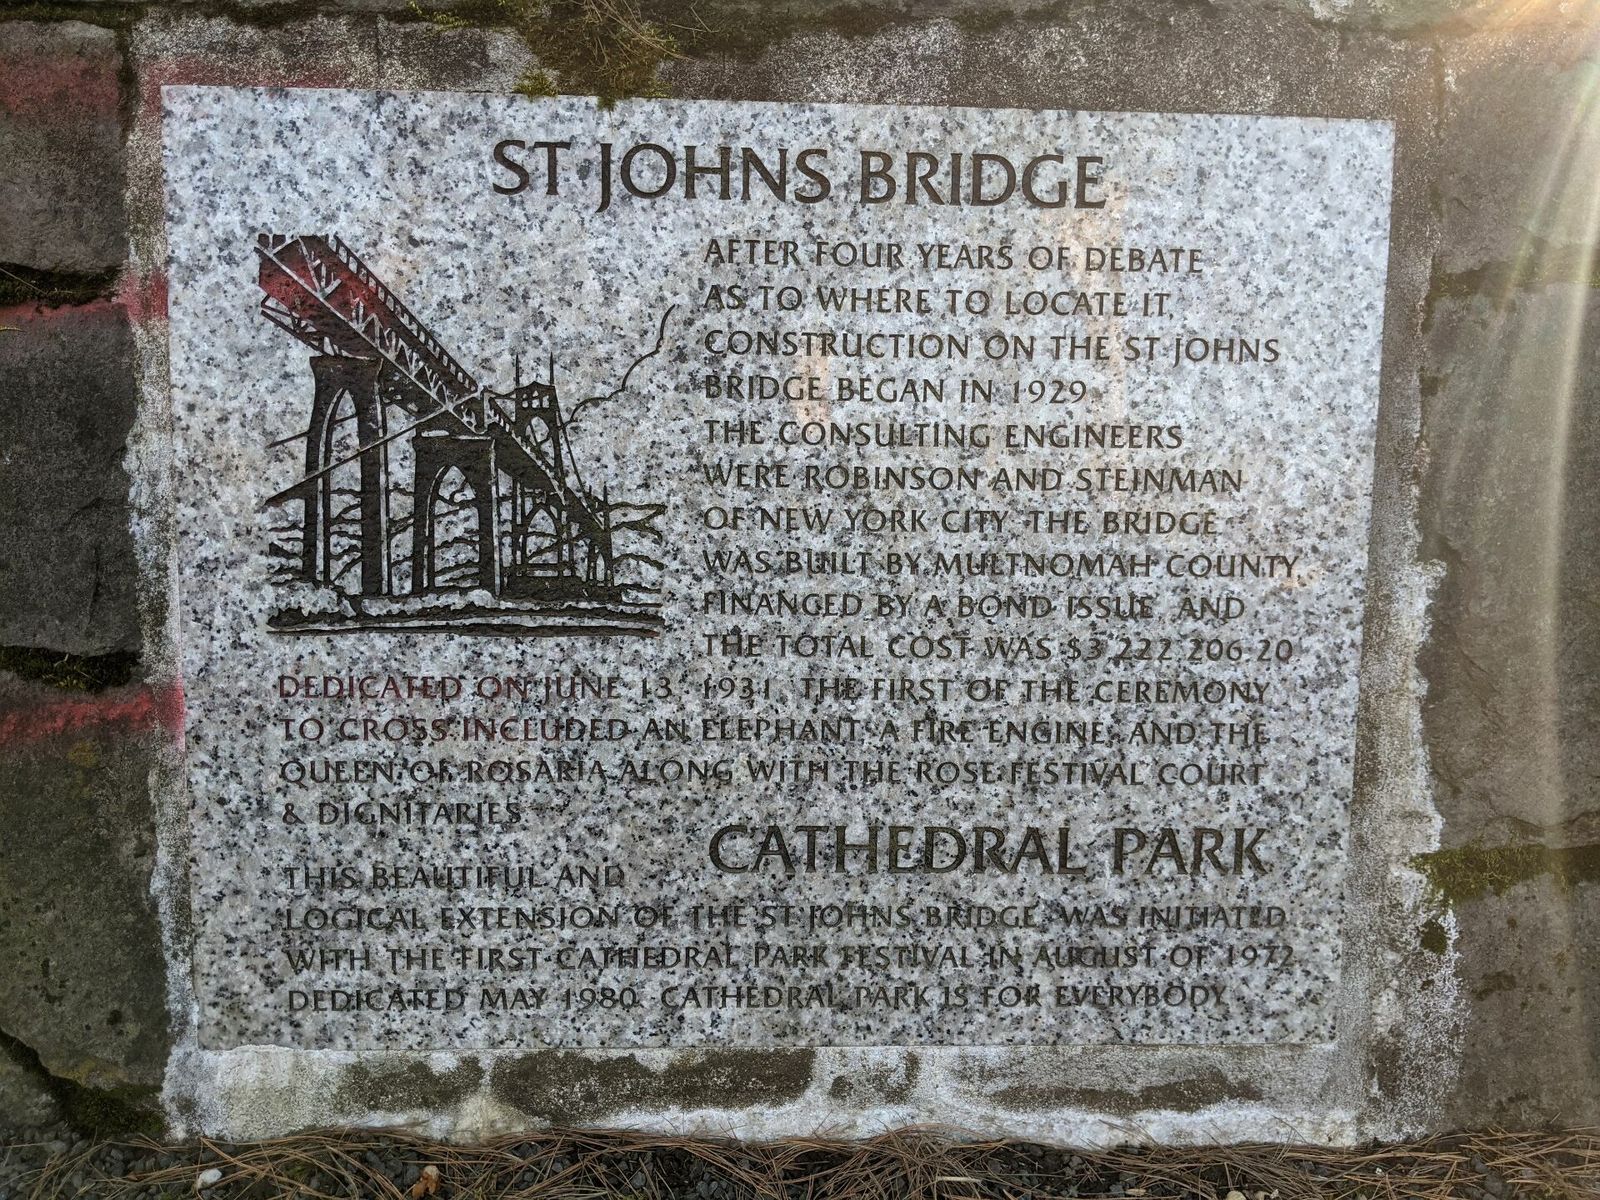 ST JOHNS BRIDGE
AFTER FOUR YEARS OF DEBATE
AS TO WHERE TO LOCATE IT,
CONSTRUCTION ON THE ST JOHNS
BRIDGE BEGAN IN 1929
THE CONSULTING ENGINEERS
WERE ROBINSON AND STEINMAN
OF NEW YORK CITY THE BRIDGE
WAS BUILT BY MULTNOMAH COUNTY
FINANCED BY A BOND ISSUE AND
THE TOTAL COST WAS $3 222 206 20
DEDICATED ON JUNE 13 1931 THE FIRST OF THE CEREMONY
TO CROSS INCLUDED AN ELEPHANT A FIRE ENGINE, AND THE
QUEEN OF ROSARIA ALONG WITH THE ROSE FESTIVAL COURT
& DIGNITARIES
CATHEDRAL PARK
THIS BEAUTIFUL AND
LOGICAL EXTENSION OF THE ST JOHNS BRIDGE WAS INITIATED
WITH THE FIRST CATHEDRAL PARK FESTIVAL IN AUGUST OF 1972
DEDICATED MAY 1980 CATHEDRAL PARK IS FOR EVERYBODY